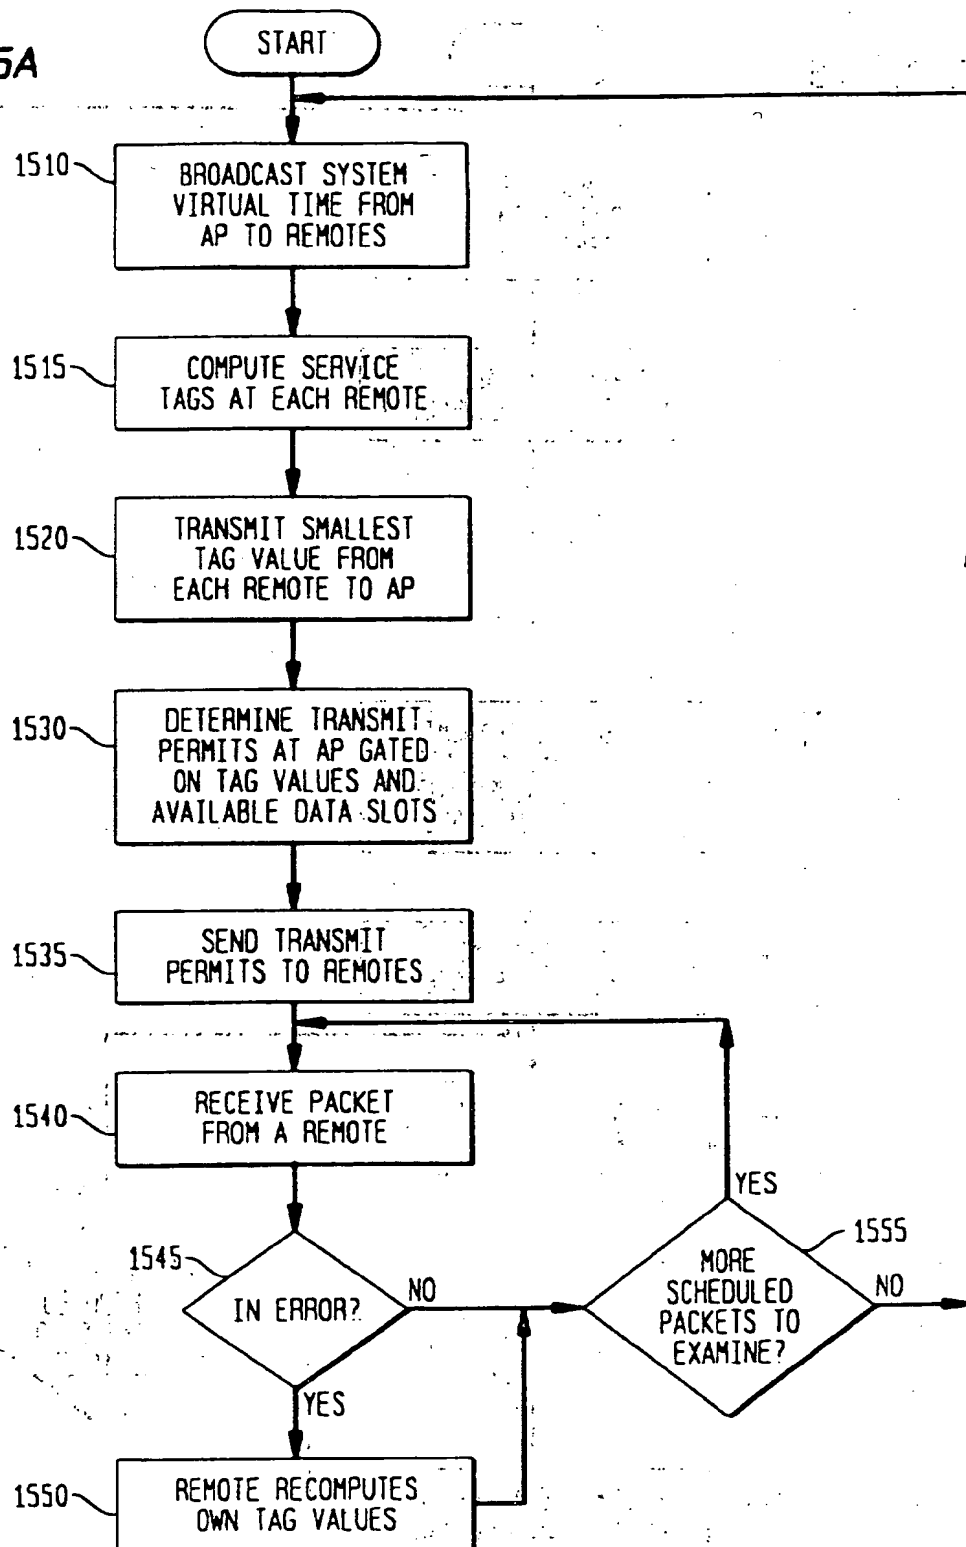 5A
START
1510
BROADCAST SYSTEM
VIRTUAL TIME FROM
AP TO REMOTES
1515
COMPUTE SERVICE
TAGS AT EACH REMOTE
1520
TRANSMIT SMALLEST
TAG VALUE FROM
EACH REMOTE TO AP
1530
DETERMINE TRANSMIT
PERMITS AT AP GATED
ON TAG VALUES AND
AVAILABLE DATA SLOTS
1535
SEND TRANSMIT
PERMITS TO REMOTES
1540
RECEIVE PACKET
FROM A REMOTE
1545
IN ERROR?
NO
YES
1555
MORE
SCHEDULED
PACKETS TO
EXAMINE?
YES
NO
1550
REMOTE RECOMPUTES
OWN TAG VALUES